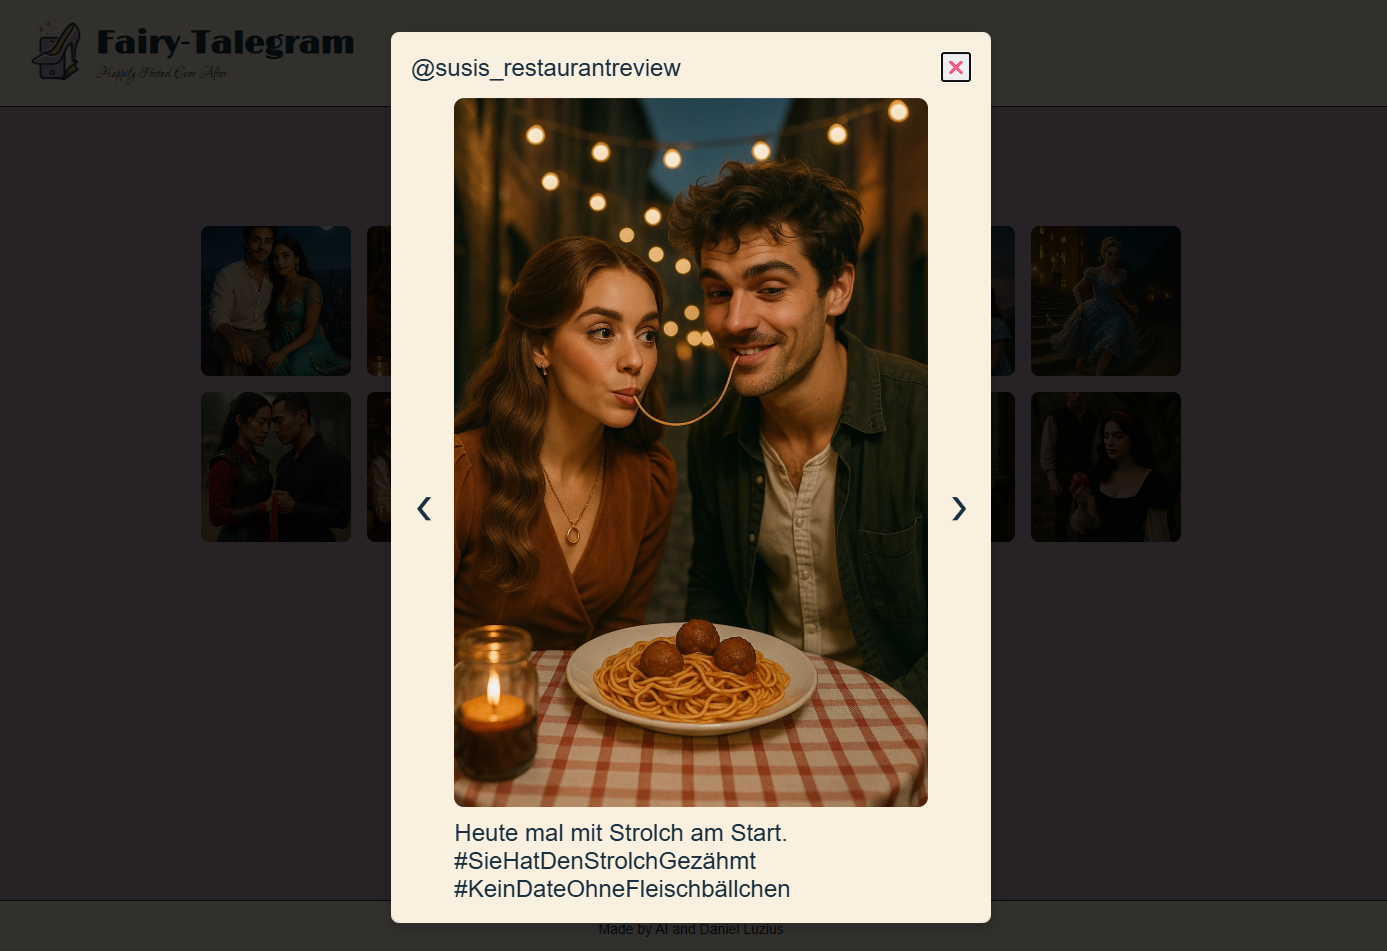 Fairy-Talegram
Happily Posted Ever After
@susis_restaurantreview
Heute mal mit Strolch am Start.
#SieHatDenStrolchGezähmt
#KeinDateOhneFleischbällchen
Made by AI and Daniel Luzius